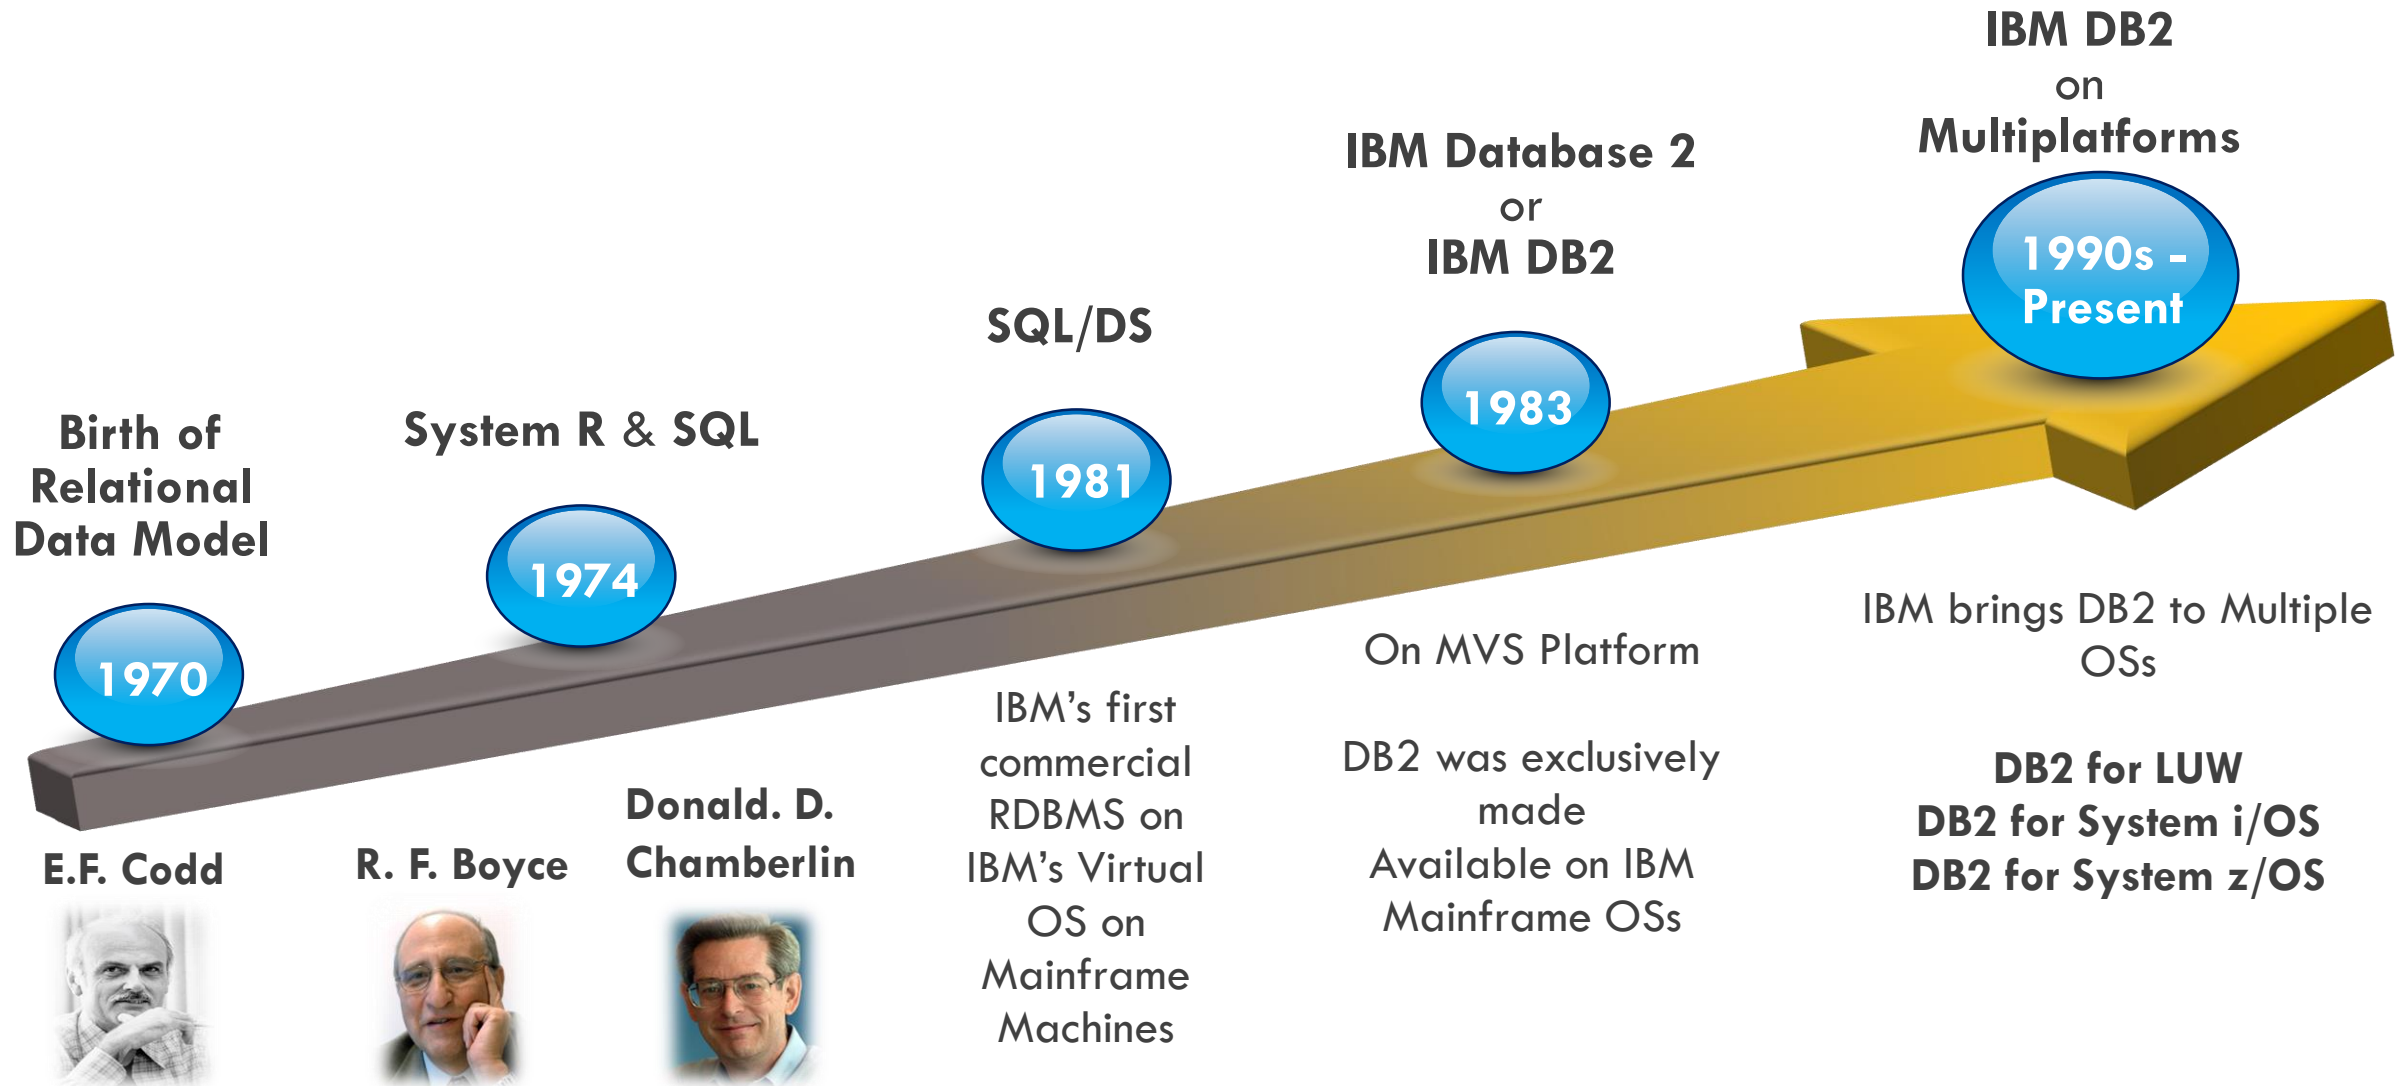 Birth of
Relational
Data Model
1970
E.F. Codd
System R & SQL
1974
R. F. Boyce
Donald. D.
Chamberlin
SQL/DS
1981
IBM’s first
commercial
RDBMS on
IBM’s Virtual
OS on
Mainframe
Machines
IBM Database 2
or
IBM DB2
1983
On MVS Platform
DB2 was exclusively
made
Available on IBM
Mainframe OSs
IBM DB2
on
Multiplatforms
1990s -
Present
IBM brings DB2 to Multiple
OSs
DB2 for LUW
DB2 for System i/OS
DB2 for System z/OS